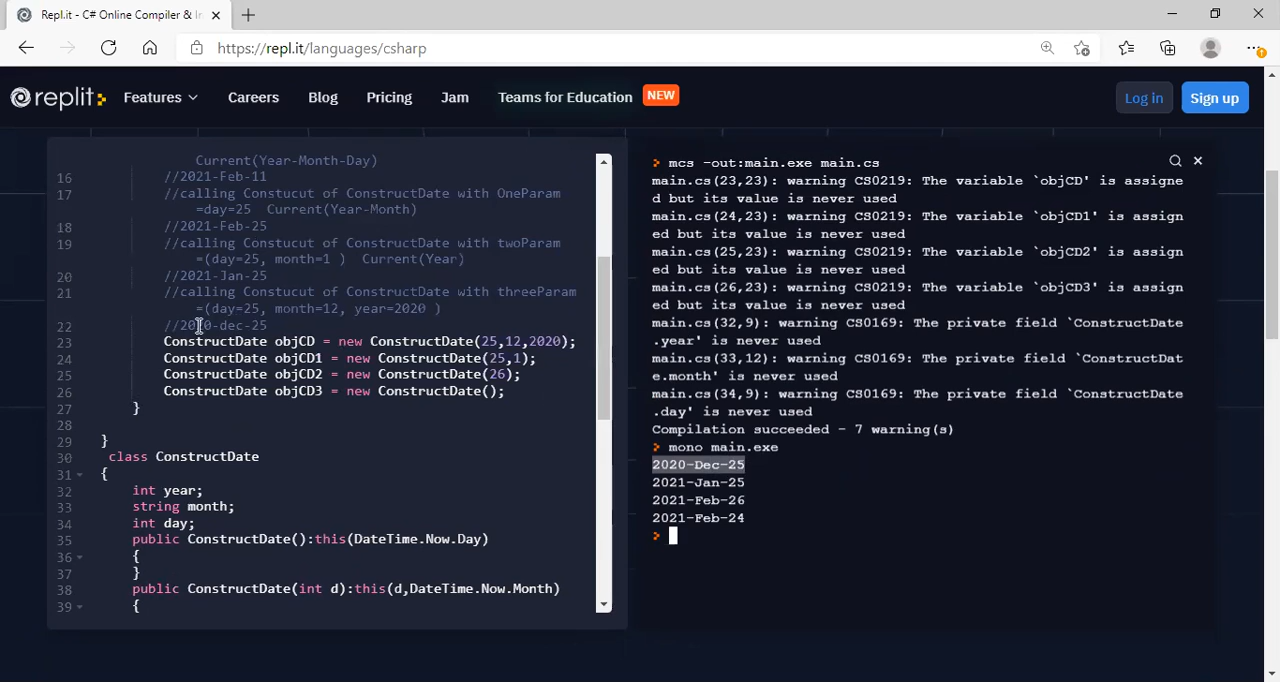 Repl.it - C# Online Compiler & In
https://repl.it/languages/csharp
replit
Features
Careers
Blog
Pricing
Jam
Teams for Education
NEW
Log in
Sign up
Current(Year-Month-Day)
16 //2021-Feb-11
17 //calling Constucut of ConstructDate with OneParam
=day=25 Current(Year-Month)
18 //2021-Feb-25
19 //calling Constucut of ConstructDate with twoParam
=(day=25, month=1 ) Current(Year)
20 //2021-Jan-25
21 //calling Constucut of ConstructDate with threeParam
=(day=25, month=12, year=2020 )
22 //2020-dec-25
23 ConstructDate objCD = new ConstructDate(25,12,2020);
24 ConstructDate objCD1 = new ConstructDate(25,1);
25 ConstructDate objCD2 = new ConstructDate(26);
26 ConstructDate objCD3 = new ConstructDate();
27 }
28
29 }
30 class ConstructDate
31 {
32 int year;
33 string month;
34 int day;
35 public ConstructDate():this(DateTime.Now.Day)
36 {
37 }
38 public ConstructDate(int d):this(d,DateTime.Now.Month)
39 {
> mcs -out:main.exe main.cs
main.cs(23,23): warning CS0219: The variable `objCD' is assigne
d but its value is never used
main.cs(24,23): warning CS0219: The variable `objCD1' is assign
ed but its value is never used
main.cs(25,23): warning CS0219: The variable `objCD2' is assign
ed but its value is never used
main.cs(26,23): warning CS0219: The variable `objCD3' is assign
ed but its value is never used
main.cs(32,9): warning CS0169: The private field `ConstructDate
.year' is never used
main.cs(33,12): warning CS0169: The private field `ConstructDat
e.month' is never used
main.cs(34,9): warning CS0169: The private field `ConstructDate
.day' is never used
Compilation succeeded - 7 warning(s)
> mono main.exe
2020-Dec-25
2021-Jan-25
2021-Feb-26
2021-Feb-24
>